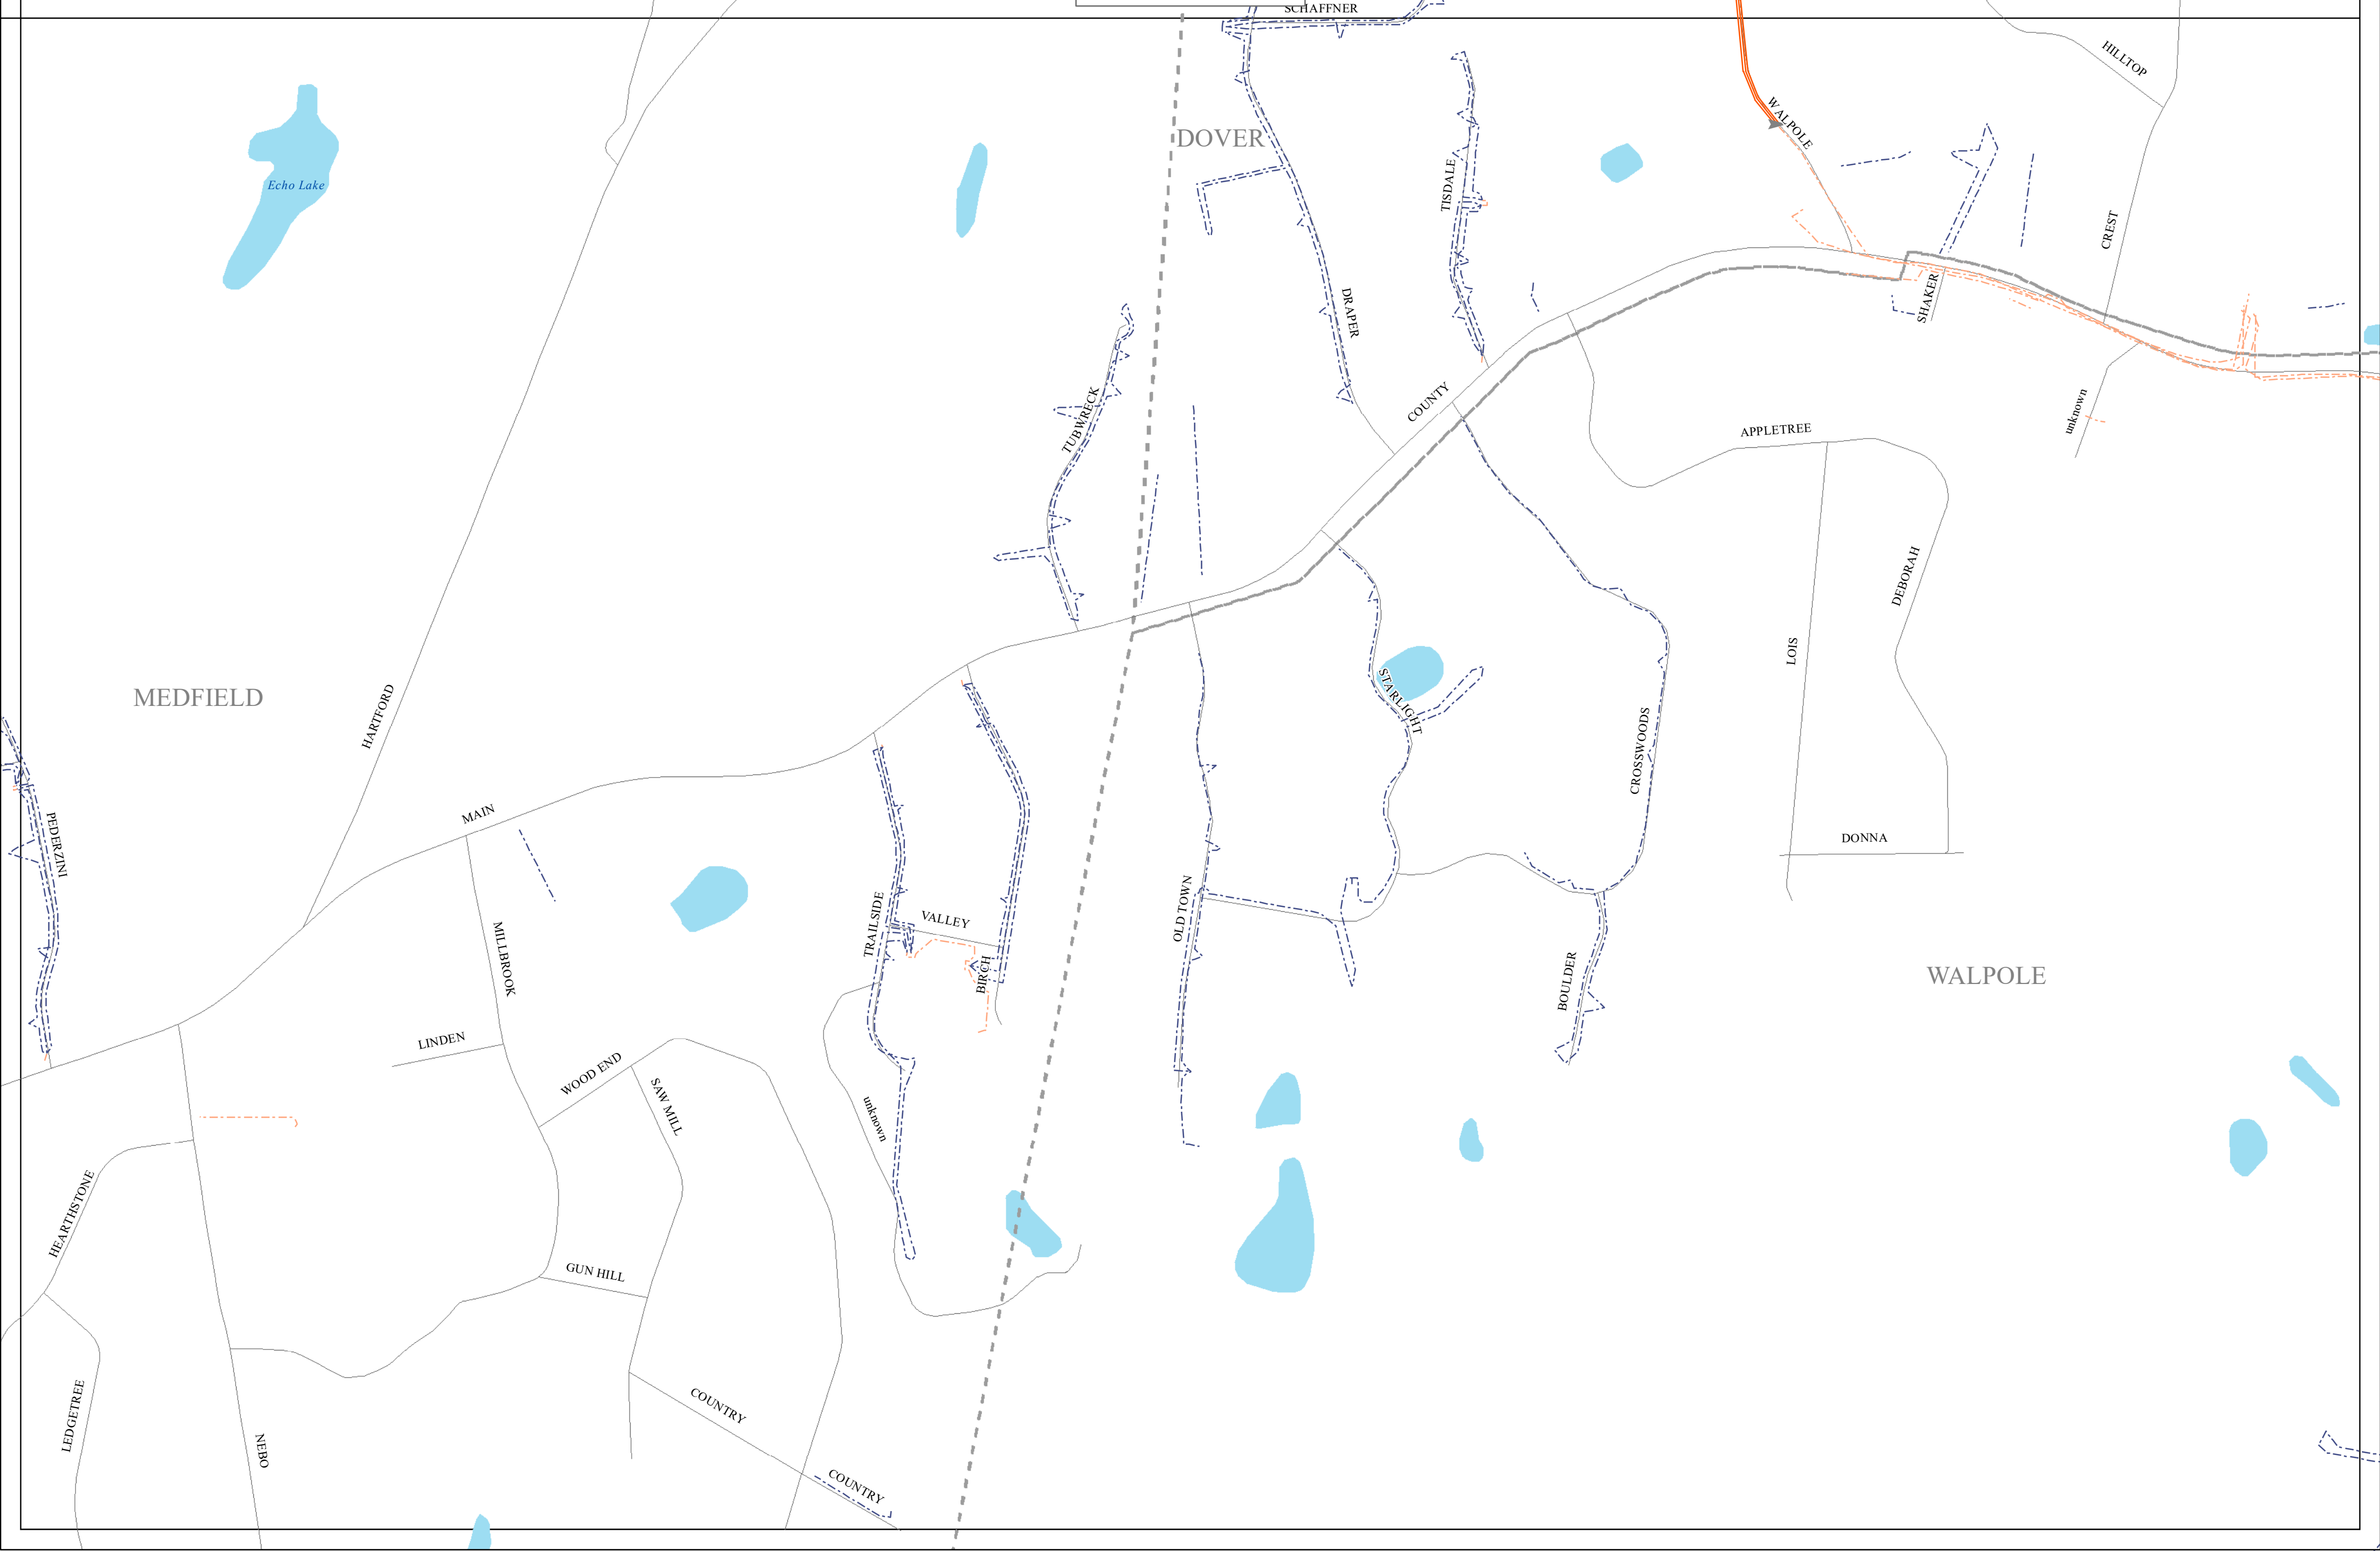 SCHAFFNER
HILLTOP
WALPOLE
DOVER
Echo Lake
TISDALE
CREST
SHAKER
DRAPER
COUNTY
TUBWRECK
unknown
APPLETREE
DEBORAH
LOIS
STARLIGHT
MEDFIELD
HARTFORD
CROSSWOODS
MAIN
PEDERZINI
DONNA
VALLEY
TRAILSIDE
OLD TOWN
MILLBROOK
BIRCH
BOULDER
WALPOLE
LINDEN
WOOD END
SAW MILL
unknown
HEARTHSTONE
GUN HILL
COUNTRY
LEDGETREE
NEBO
COUNTRY